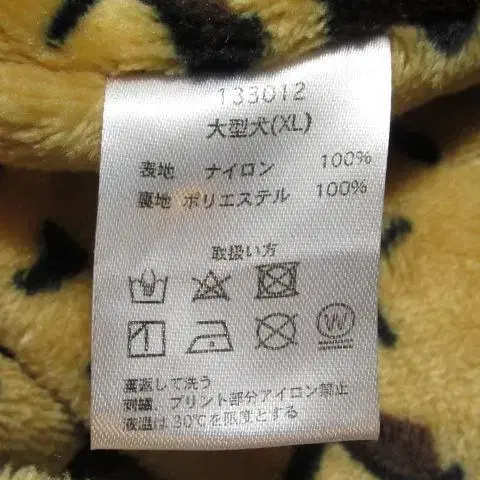 133012
大型犬(XL)
表地 ナイロン 100%
裏地 ポリエステル 100%
取扱い方
W
裏返して洗う
刺繍、プリント部分アイロン禁止
液温は30℃を限度とする